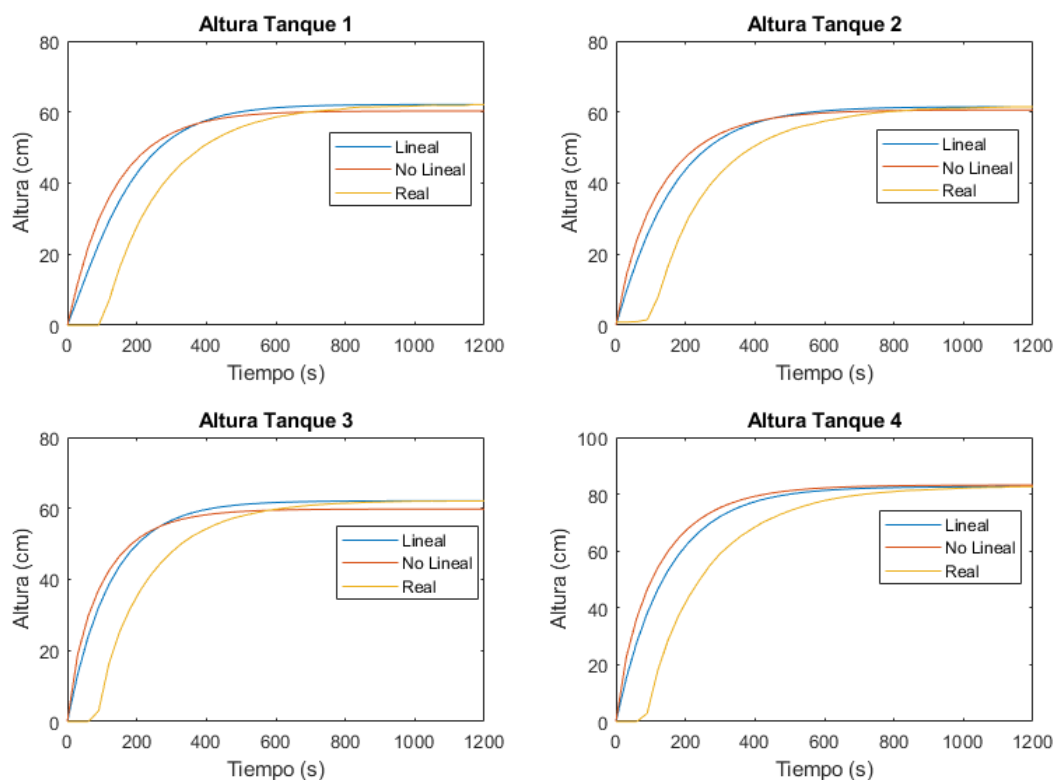 Altura Tanque 1
80
60
40
20
0
Altura (cm)
Lineal
No Lineal
Real
0 200 400 600 800 1000 1200
Tiempo (s)
Altura Tanque 2
80
60
40
20
0
Altura (cm)
Lineal
No Lineal
Real
0 200 400 600 800 1000 1200
Tiempo (s)
Altura Tanque 3
80
60
40
20
0
Altura (cm)
Lineal
No Lineal
Real
0 200 400 600 800 1000 1200
Tiempo (s)
Altura Tanque 4
100
80
60
40
20
0
Altura (cm)
Lineal
No Lineal
Real
0 200 400 600 800 1000 1200
Tiempo (s)